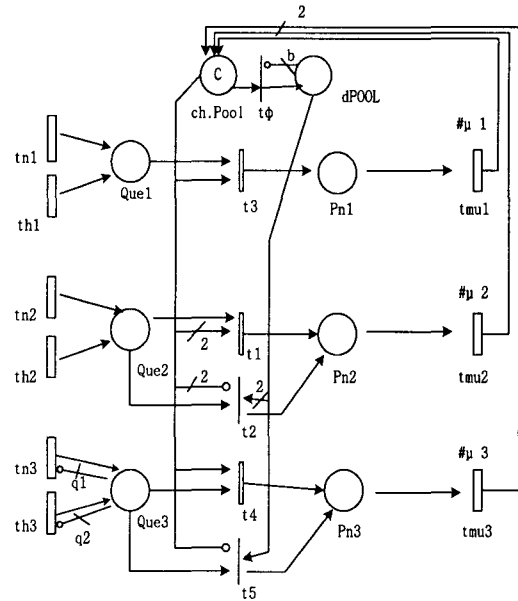 2
C
b
ch.Pool
tϕ
dPOOL
tn1
th1
Que1
t3
Pn1
#μ 1
tmu1
tn2
th2
Que2
2
t1
Pn2
#μ 2
tmu2
2
2
t2
tn3
q1
th3
q2
Que3
t4
Pn3
#μ 3
tmu3
t5